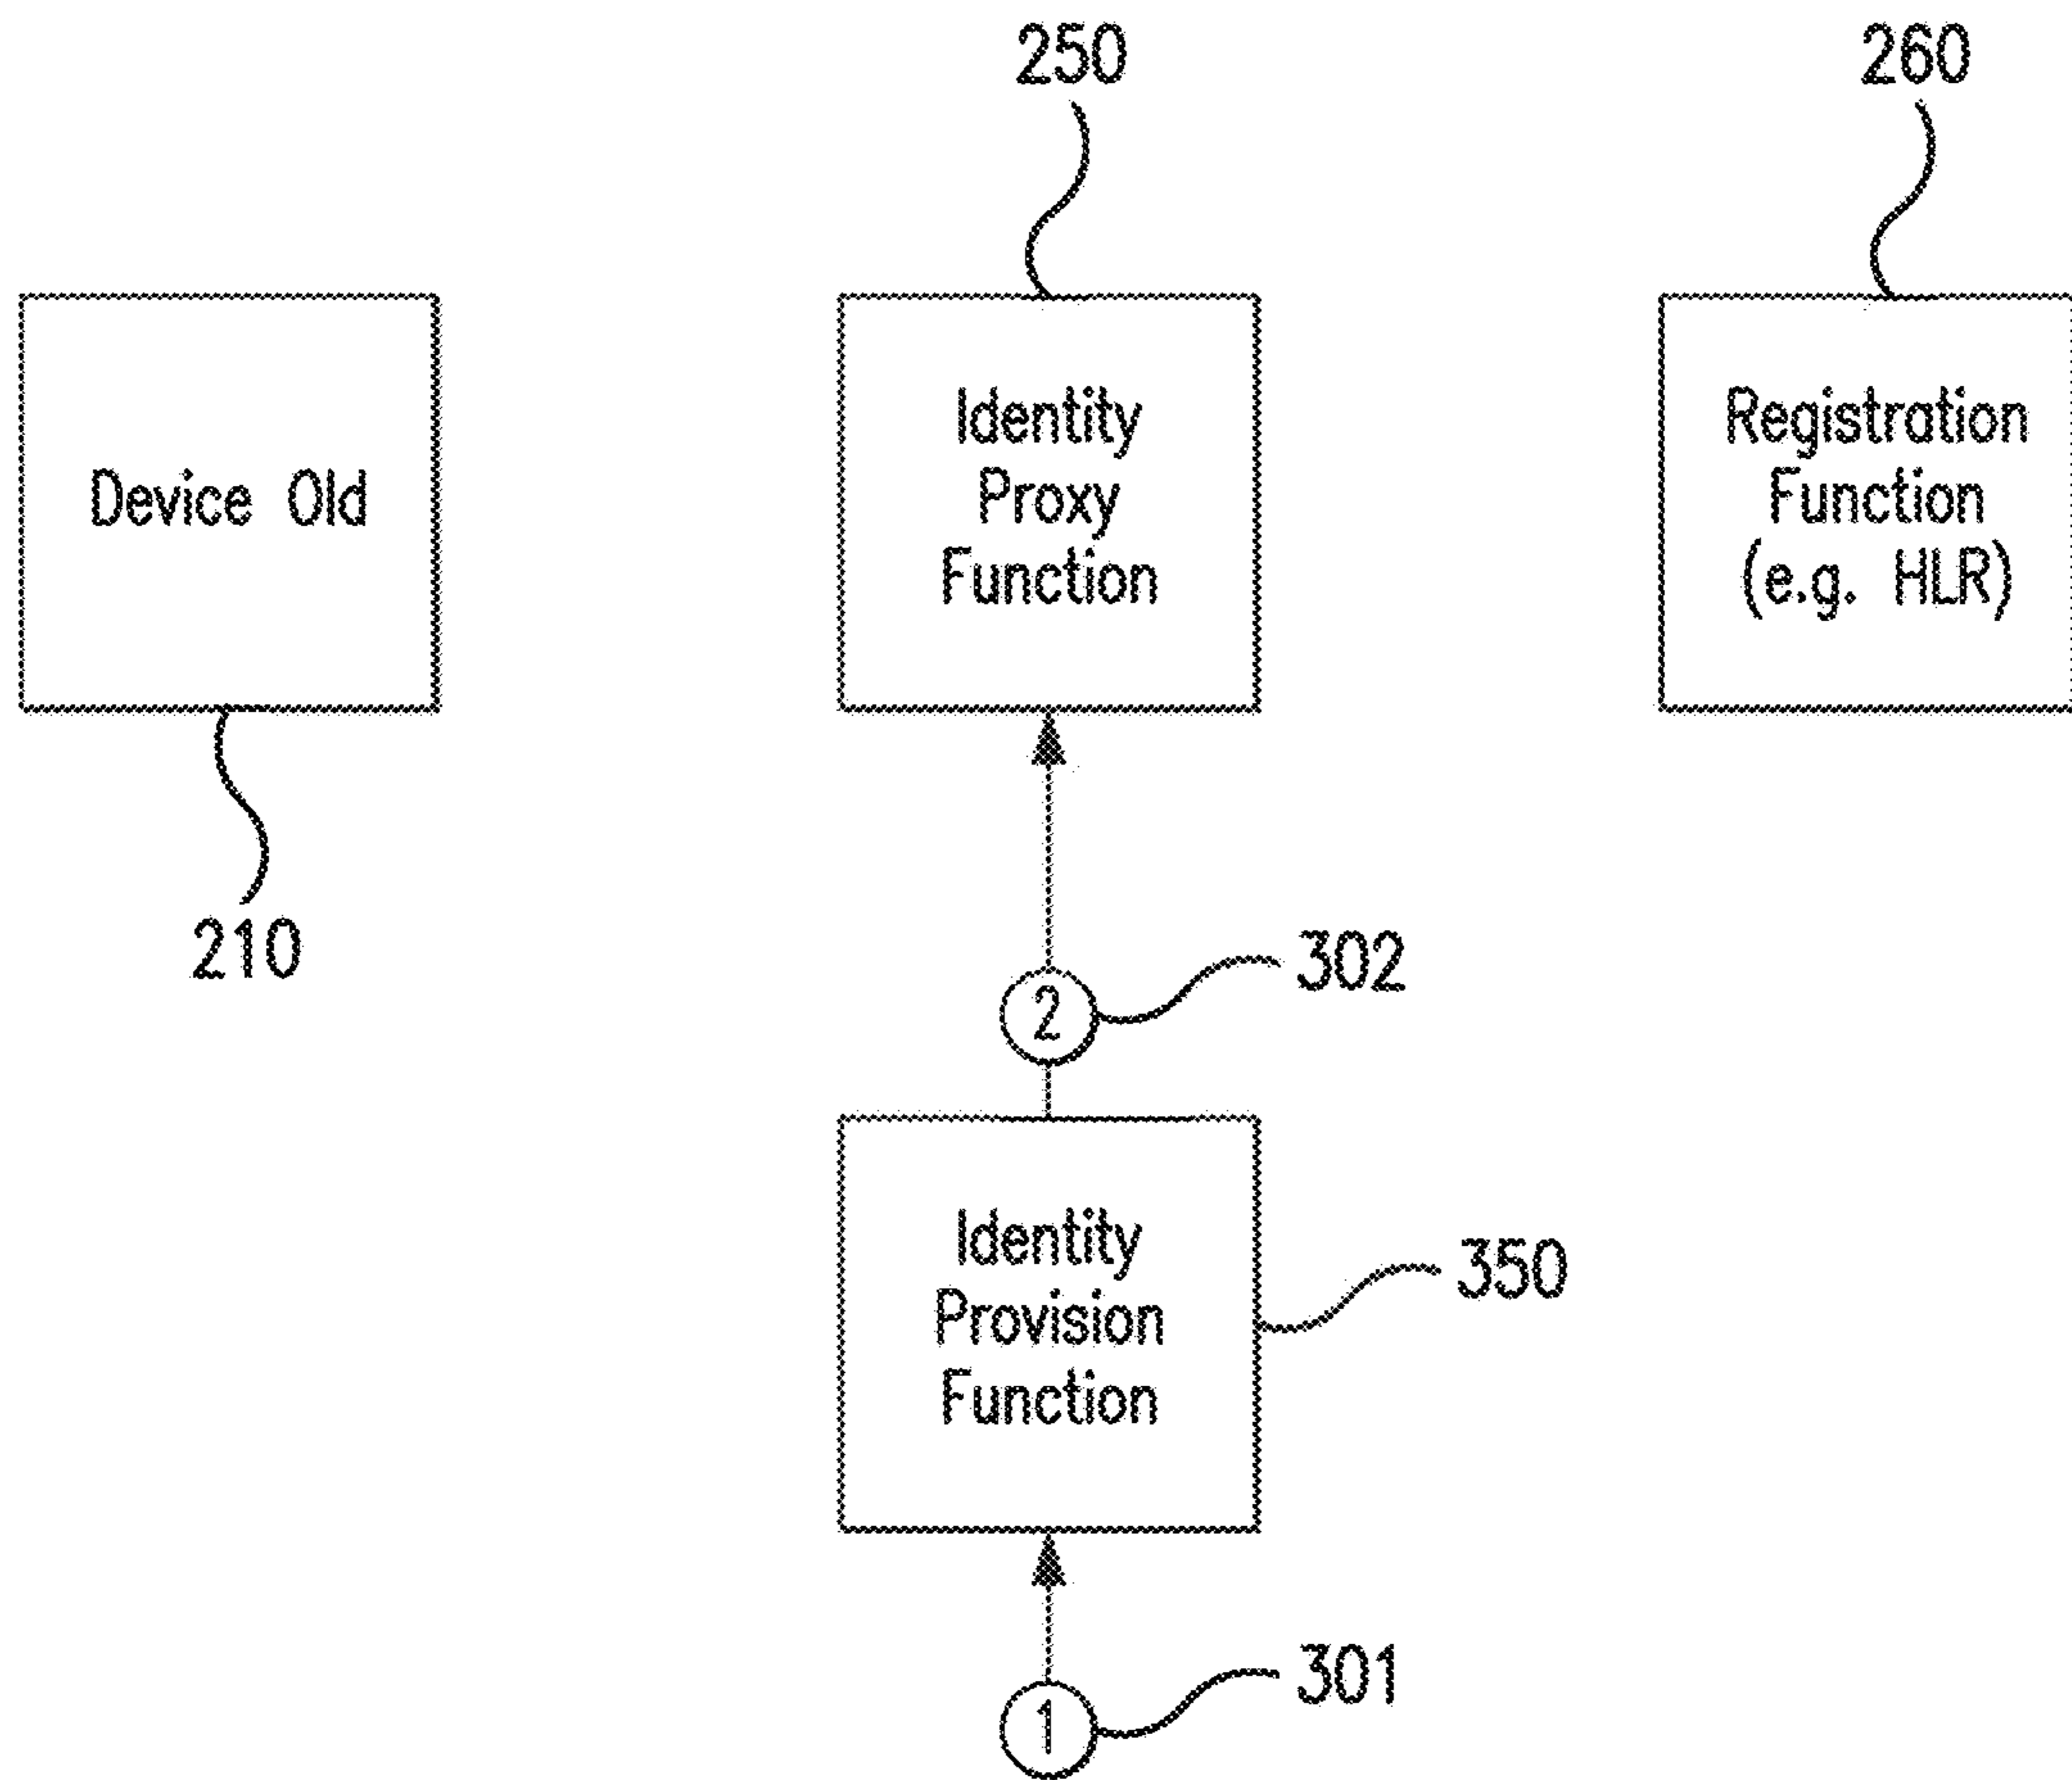 250
260
Device Old
Identity
Proxy
Function
Registration
Function
(e.g. HLR)
210
2
302
Identity
Provision
Function
350
1
301